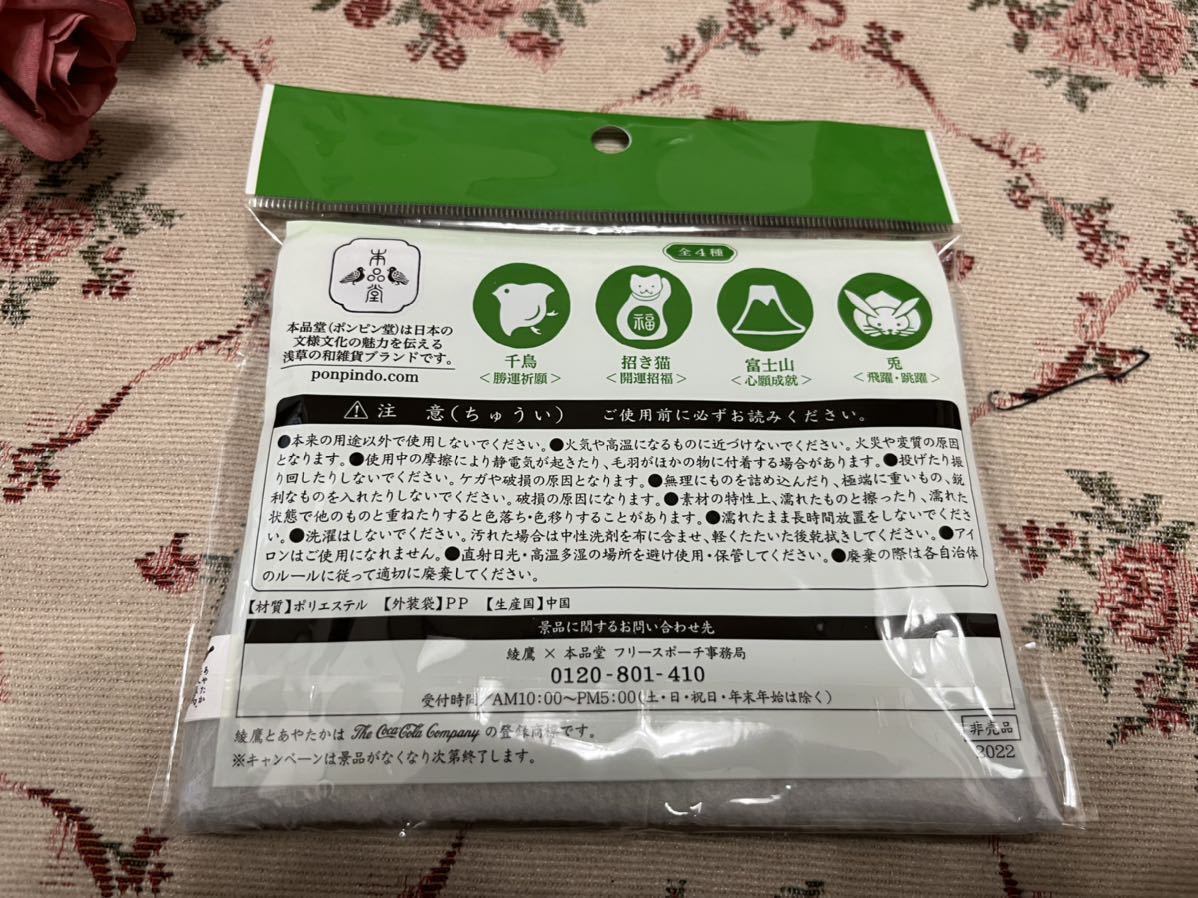 本品堂
本品堂(ポンピン堂)は日本の
文様文化の魅力を伝える
浅草の和雑貨ブランドです。
ponpindo.com
全4種
千鳥
<勝運祈願>
招き猫
<開運招福>
福
富士山
<心願成就>
兎
<飛躍・跳躍>
注 意(ちゅうい) ご使用前に必ずお読みください。
●本来の用途以外で使用しないでください。●火気や高温になるものに近づけないでください。火災や変質の原因
となります。●使用中の摩擦により静電気が起きたり、毛羽がほかの物に付着する場合があります。●投げたり振
り回したりしないでください。ケガや破損の原因となります。●無理にものを詰め込んだり、極端に重いもの、鋭
利なものを入れたりしないでください。破損の原因になります。●素材の特性上、濡れたものと擦ったり、濡れた
状態で他のものと重ねたりすると色落ち・色移りすることがあります。●濡れたまま長時間放置をしないでくださ
い。●洗濯はしないでください。汚れた場合は中性洗剤を布に含ませ、軽くたたいた後乾拭きしてください。●アイ
ロンはご使用になれません。●直射日光・高温多湿の場所を避け使用・保管してください。●廃棄の際は各自治体
のルールに従って適切に廃棄してください。
【材質】ポリエステル 【外装袋】PP 【生産国】中国
景品に関するお問い合わせ先
綾鷹 × 本品堂 フリースポーチ事務局
0120-801-410
受付時間/AM10:00〜PM5:00(土・日・祝日・年末年始は除く)
綾鷹とあやたかは The Coca-Cola Company の登録商標です。
※キャンペーンは景品がなくなり次第終了します。
非売品
2022
あやたか